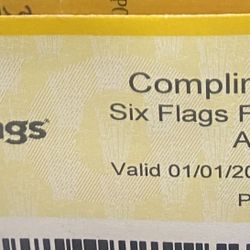 Complin
Six Flags F
ags®
A
Valid 01/01/20
P